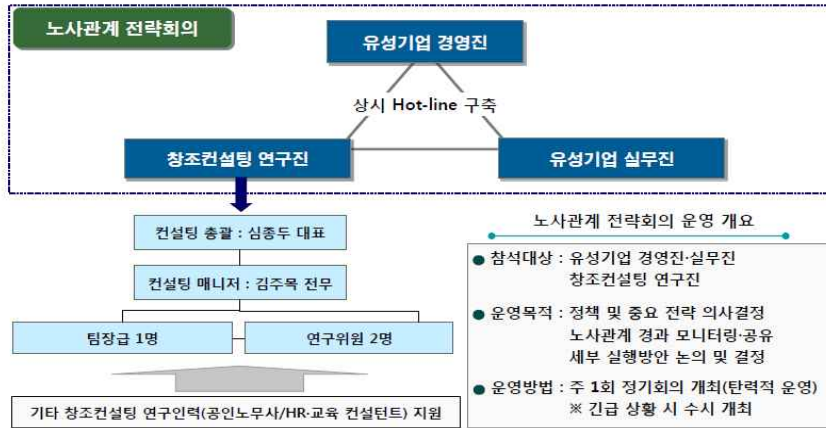 노사관계 전략회의
유성기업 경영진
상시 Hot-line 구축
창조컨설팅 연구진
유성기업 실무진
컨설팅 총괄 : 심종두 대표
컨설팅 매니저 : 김주목 전무
팀장급 1명
연구위원 2명
기타 창조컨설팅 연구인력(공인노무사/HR·교육 컨설턴트) 지원
노사관계 전략회의 운영 개요
● 참석대상 : 유성기업 경영진·실무진
창조컨설팅 연구진
● 운영목적 : 정책 및 중요 전략 의사결정
노사관계 경과 모니터링·공유
세부 실행방안 논의 및 결정
● 운영방법 : 주 1회 정기회의 개최(탄력적 운영)
※ 긴급 상황 시 수시 개최